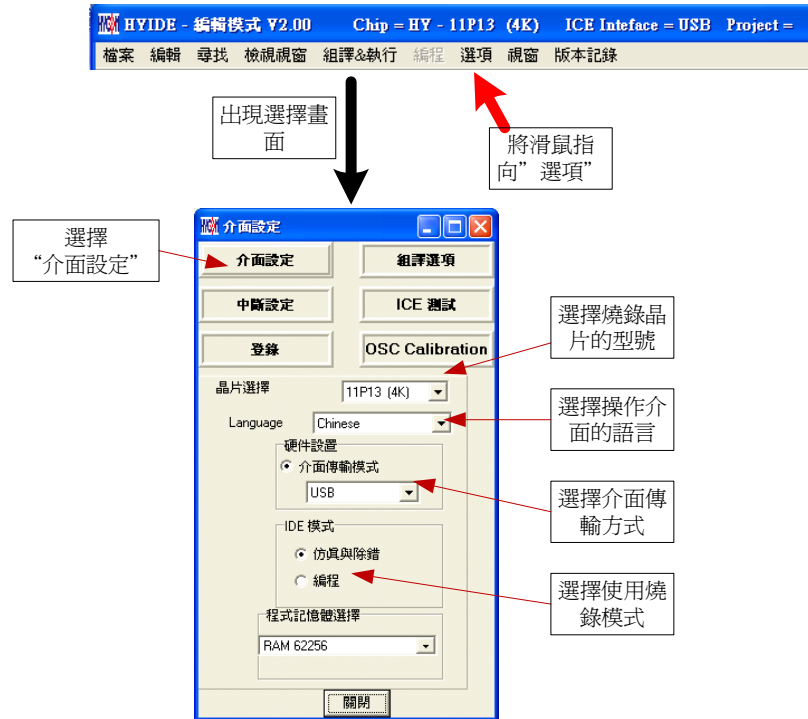 HYIDE - 編輯模式 V2.00 Chip = HY - 11P13 (4K) ICE Inteface = USB Project =
檔案 編輯 尋找 檢視視窗 組譯&執行 編程 選項 視窗 版本記錄
出現選擇畫
面
將滑鼠指
向”選項”
介面設定
選擇
“介面設定”
介面設定
組譯選項
中斷設定
ICE 測試
登錄
OSC Calibration
選擇燒錄晶
片的型號
晶片選擇
11P13 (4K)
Language
Chinese
選擇操作介
面的語言
硬件設置
介面傳輸模式
USB
選擇介面傳
輸方式
IDE 模式
仿真與除錯
編程
選擇使用燒
錄模式
程式記憶體選擇
RAM 62256
關閉